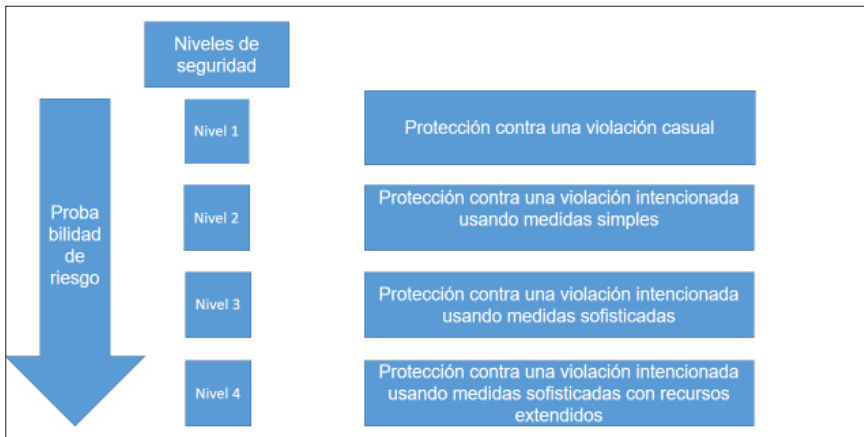 Niveles de
seguridad
Nivel 1
Protección contra una violación casual
Proba
bilidad
de
riesgo
Nivel 2
Protección contra una violación intencionada
usando medidas simples
Nivel 3
Protección contra una violación intencionada
usando medidas sofisticadas
Nivel 4
Protección contra una violación intencionada
usando medidas sofisticadas con recursos
extendidos